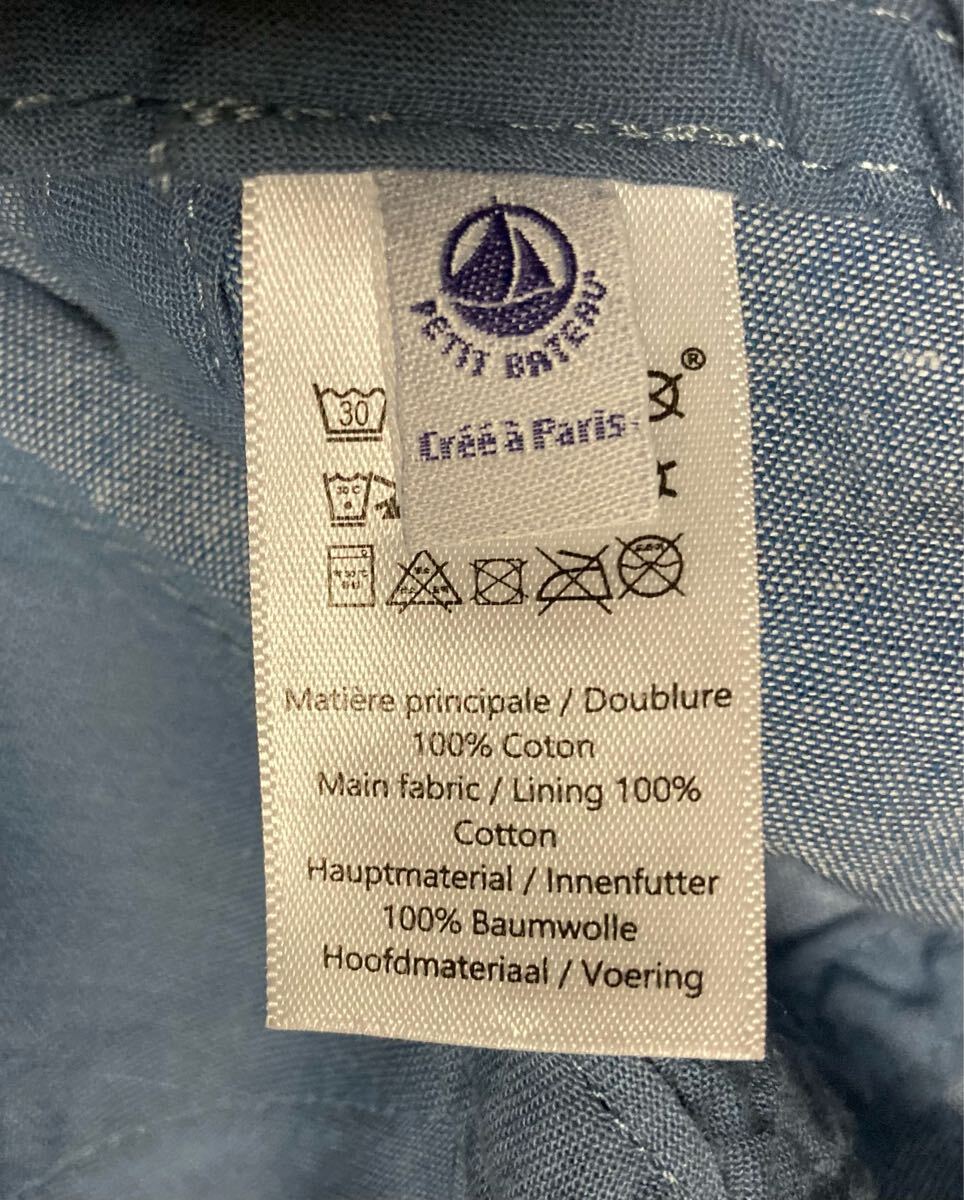 PETIT BATEAU
Créé à Paris
®
30
30 C
Matière principale / Doublure
100% Coton
Main fabric / Lining 100%
Cotton
Hauptmaterial / Innenfutter
100% Baumwolle
Hoofdmateriaal / Voering